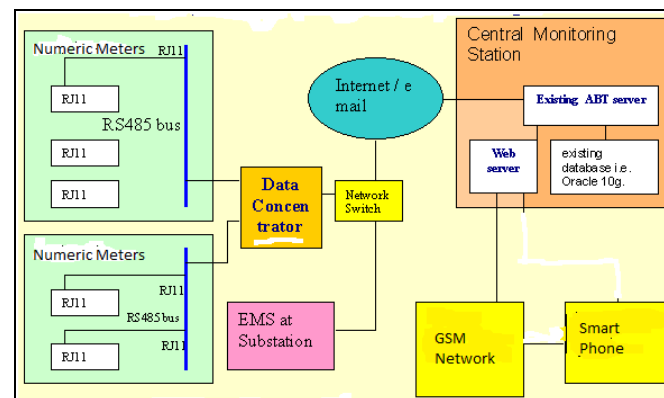 Numeric Meters
RJ11
RJ11
RS485 bus
RJ11
RJ11
Numeric Meters
RJ11
RJ11
RS485 bus
RJ11
RJ11
Data
Concen
trator
Network
Switch
EMS at
Substation
Internet / e
mail
Central Monitoring
Station
Existing ABT server
Web
server
existing
database i.e.
Oracle 10g.
GSM
Network
Smart
Phone